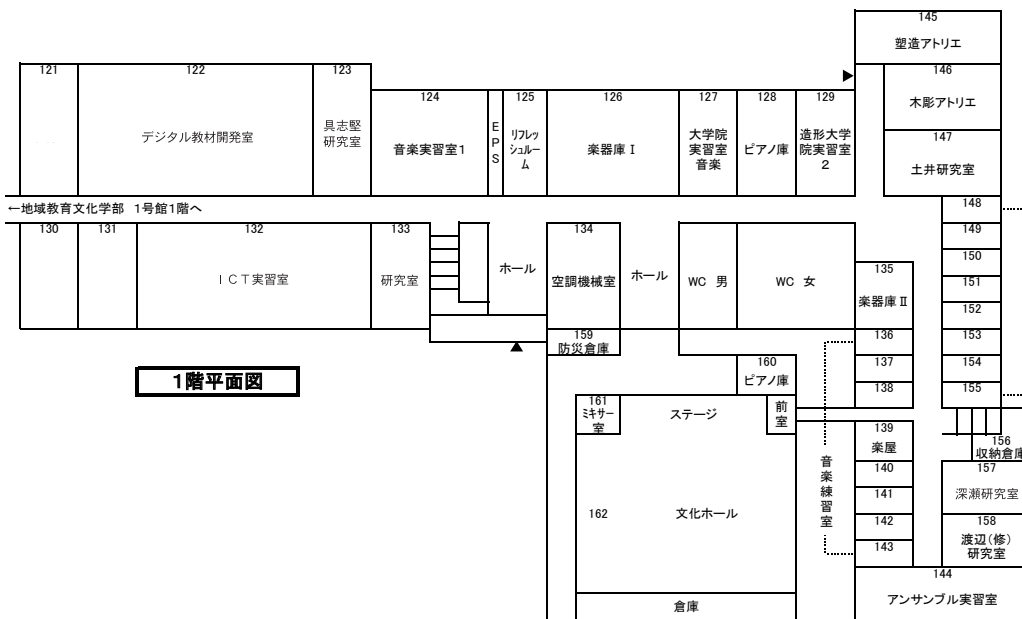 145
塑造アトリエ
121
122
123
146
124
125
126
127
128
129
木彫アトリエ
デジタル教材開発室
具志堅
研究室
音楽実習室1
E
P
S
リフレッ
シュルー
ム
楽器庫Ⅰ
大学院
実習室
音楽
ピアノ庫
造形大学
院実習室
2
147
土井研究室
←地域教育文化学部 1号館1階へ
148
130
131
132
133
134
149
ICT実習室
研究室
ホール
空調機械室
ホール
WC 男
WC 女
150
135
楽器庫Ⅱ
151
152
159
防災倉庫
136
153
160
ピアノ庫
137
154
1階平面図
138
155
161
ミキサー
室
ステージ
前
室
139
楽屋
156
収納倉庫
音
楽
練
習
室
140
157
深瀬研究室
141
162
文化ホール
142
158
渡辺(修)
研究室
143
144
アンサンブル実習室
倉庫